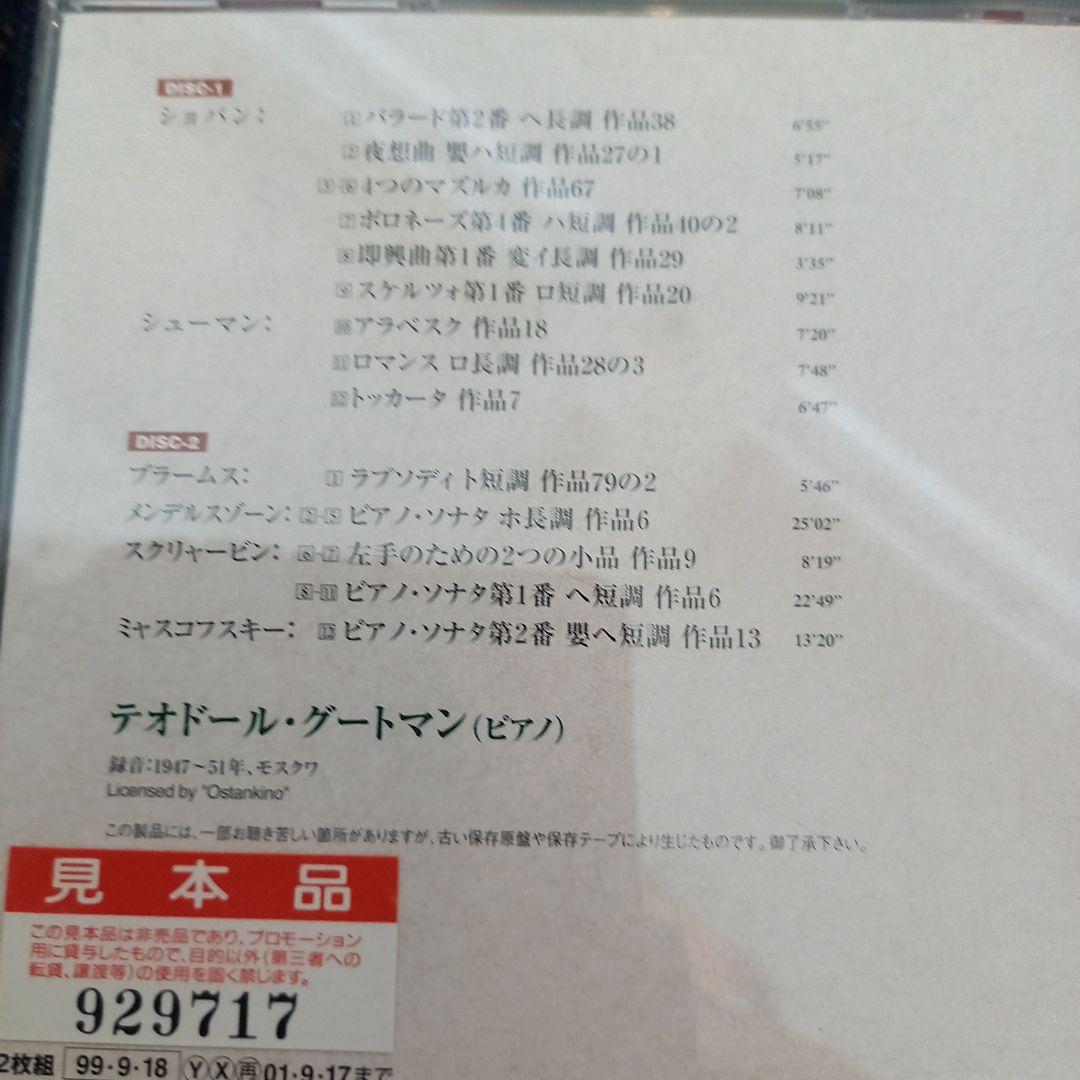 DISC-1
ショパン: 1 バラード第2番 ヘ長調 作品38 6'55"
2 夜想曲 嬰ハ短調 作品27の1 5'17"
3-6 4つのマズルカ 作品67 7'08"
7 ポロネーズ第4番 ハ短調 作品40の2 8'11"
8 即興曲第1番 変イ長調 作品29 3'35"
9 スケルツォ第1番 ロ短調 作品20 9'21"
シューマン: 10 アラベスク 作品18 7'20"
11 ロマンス ロ長調 作品28の3 7'48"
12 トッカータ 作品7 6'47"
DISC-2
ブラームス: 1 ラプソディト短調 作品79の2 5'46"
メンデルスゾーン: 2-5 ピアノ・ソナタ ホ長調 作品6 25'02"
スクリャービン: 6-7 左手のための2つの小品 作品9 8'19"
8-11 ピアノ・ソナタ第1番 ヘ短調 作品6 22'49"
ミャスコフスキー: 12 ピアノ・ソナタ第2番 嬰ヘ短調 作品13 13'20"
テオドール・グートマン(ピアノ)
録音:1947〜51年、モスクワ
Licensed by "Ostankino"
この製品には、一部お聴き苦しい箇所がありますが、古い保存原盤や保存テープにより生じたものです。御了承下さい。
見本品
この見本品は非売品であり、プロモーション
用に貸与したもので、目的以外(第三者への
転貸、譲渡等)の使用を固く禁じます。
929717
2枚組 99・9・18 Y X 再 01・9・17まで